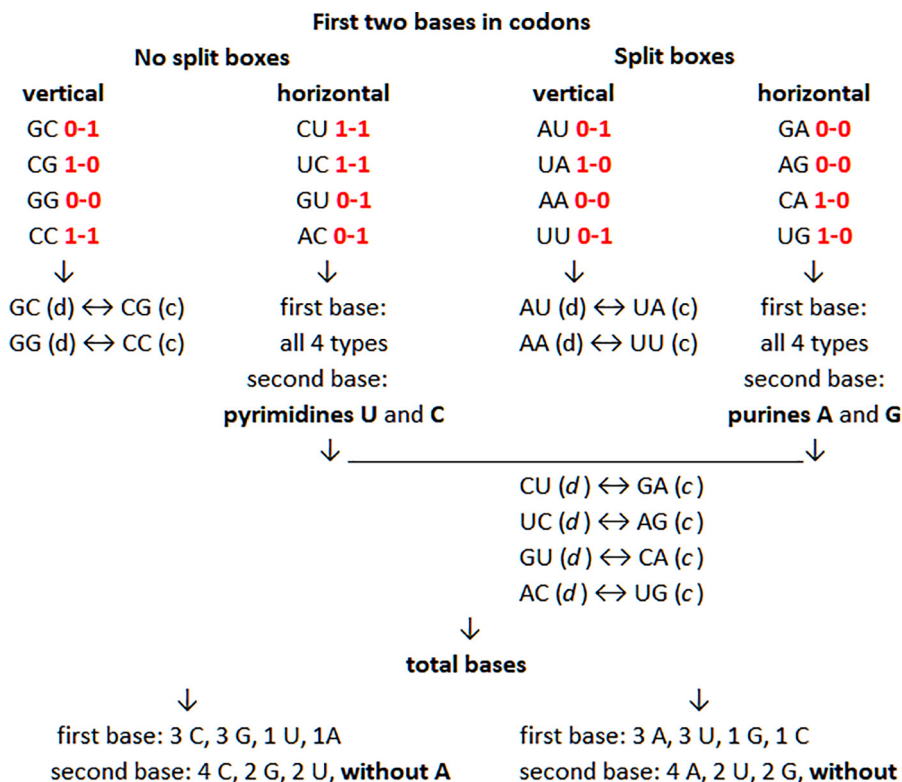 First two bases in codons
No split boxes Split boxes
vertical horizontal vertical horizontal
GC 0-1 CU 1-1 AU 0-1 GA 0-0
CG 1-0 UC 1-1 UA 1-0 AG 0-0
GG 0-0 GU 0-1 AA 0-0 CA 1-0
CC 1-1 AC 0-1 UU 0-1 UG 1-0
↓ ↓ ↓ ↓
GC (d) ↔ CG (c) first base: AU (d) ↔ UA (c) first base:
GG (d) ↔ CC (c) all 4 types AA (d) ↔ UU (c) all 4 types
second base: second base:
pyrimidines U and C purines A and G
↓ ↓
CU (d) ↔ GA (c)
UC (d) ↔ AG (c)
GU (d) ↔ CA (c)
AC (d) ↔ UG (c)
↓
total bases
↓ ↓
first base: 3 C, 3 G, 1 U, 1A first base: 3 A, 3 U, 1 G, 1 C
second base: 4 C, 2 G, 2 U, without A second base: 4 A, 2 U, 2 G, without